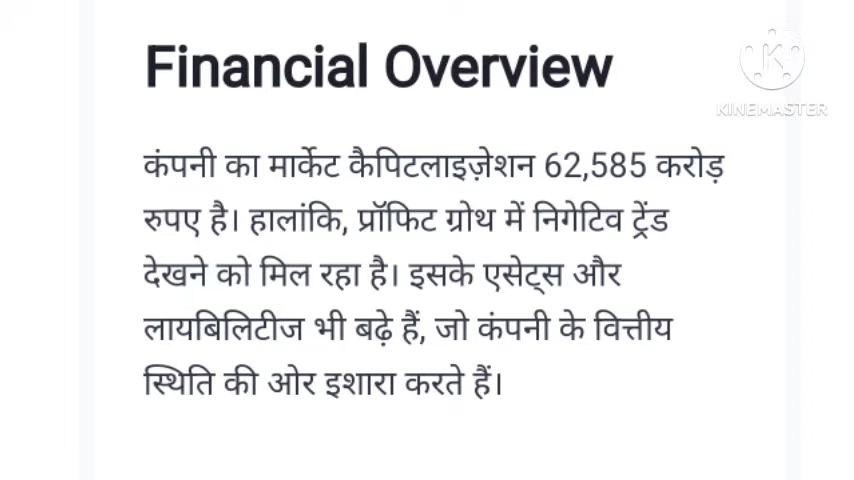 Financial Overview
K
KINEMASTER
कंपनी का मार्केट कैपिटलाइज़ेशन 62,585 करोड़
रुपए है। हालांकि, प्रॉफिट ग्रोथ में निगेटिव ट्रेंड
देखने को मिल रहा है। इसके एसेट्स और
लायबिलिटीज भी बढ़े हैं, जो कंपनी के वित्तीय
स्थिति की ओर इशारा करते हैं।